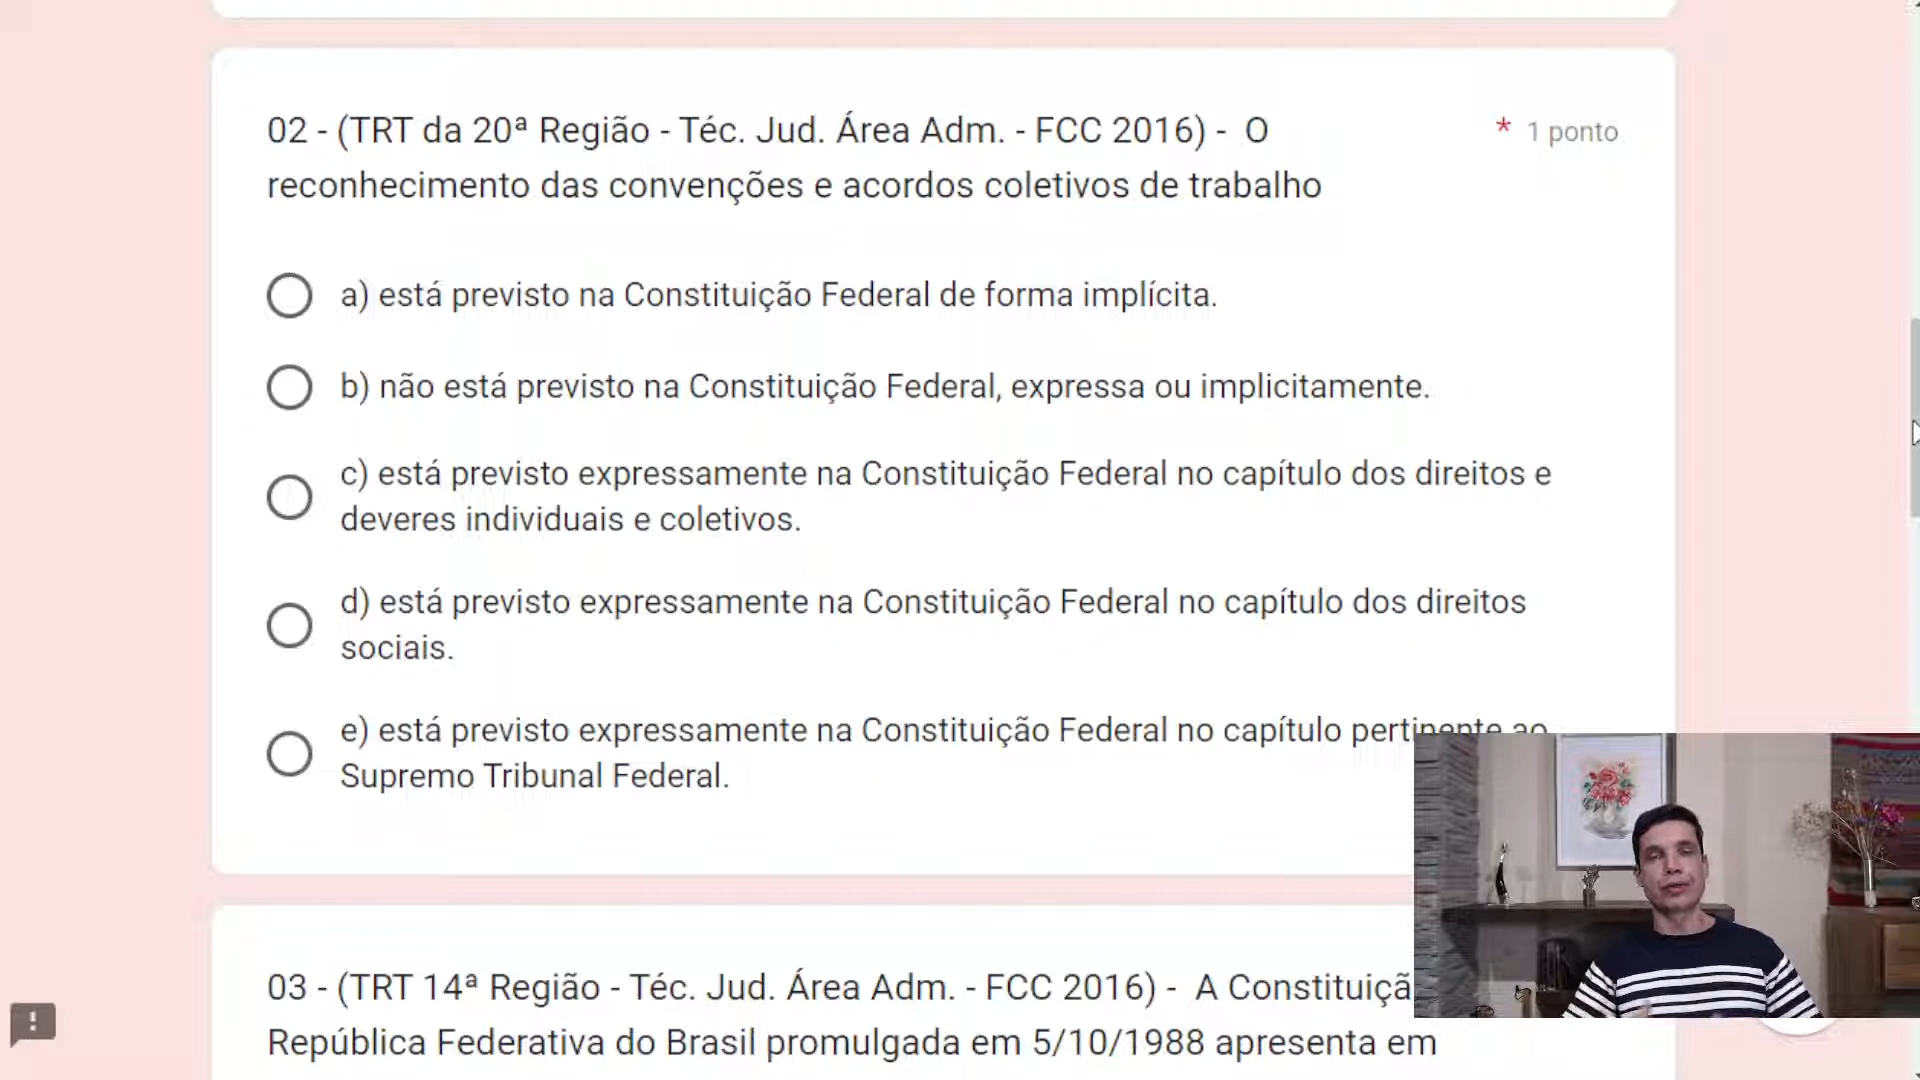 02 - (TRT da 20ª Região - Téc. Jud. Área Adm. - FCC 2016) - O
* 1 ponto
reconhecimento das convenções e acordos coletivos de trabalho
a) está previsto na Constituição Federal de forma implícita.
b) não está previsto na Constituição Federal, expressa ou implicitamente.
c) está previsto expressamente na Constituição Federal no capítulo dos direitos e
deveres individuais e coletivos.
d) está previsto expressamente na Constituição Federal no capítulo dos direitos
sociais.
e) está previsto expressamente na Constituição Federal no capítulo pertinente ao
Supremo Tribunal Federal.
03 - (TRT 14ª Região - Téc. Jud. Área Adm. - FCC 2016) - A Constituiçã
República Federativa do Brasil promulgada em 5/10/1988 apresenta em